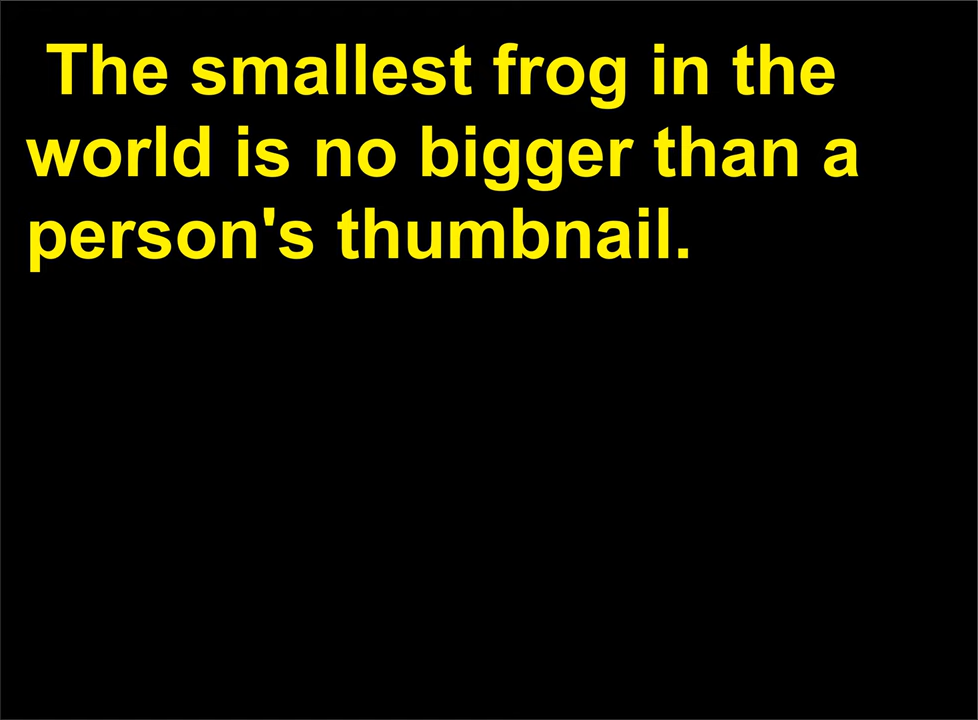 The smallest frog in the
world is no bigger than a
person's thumbnail.